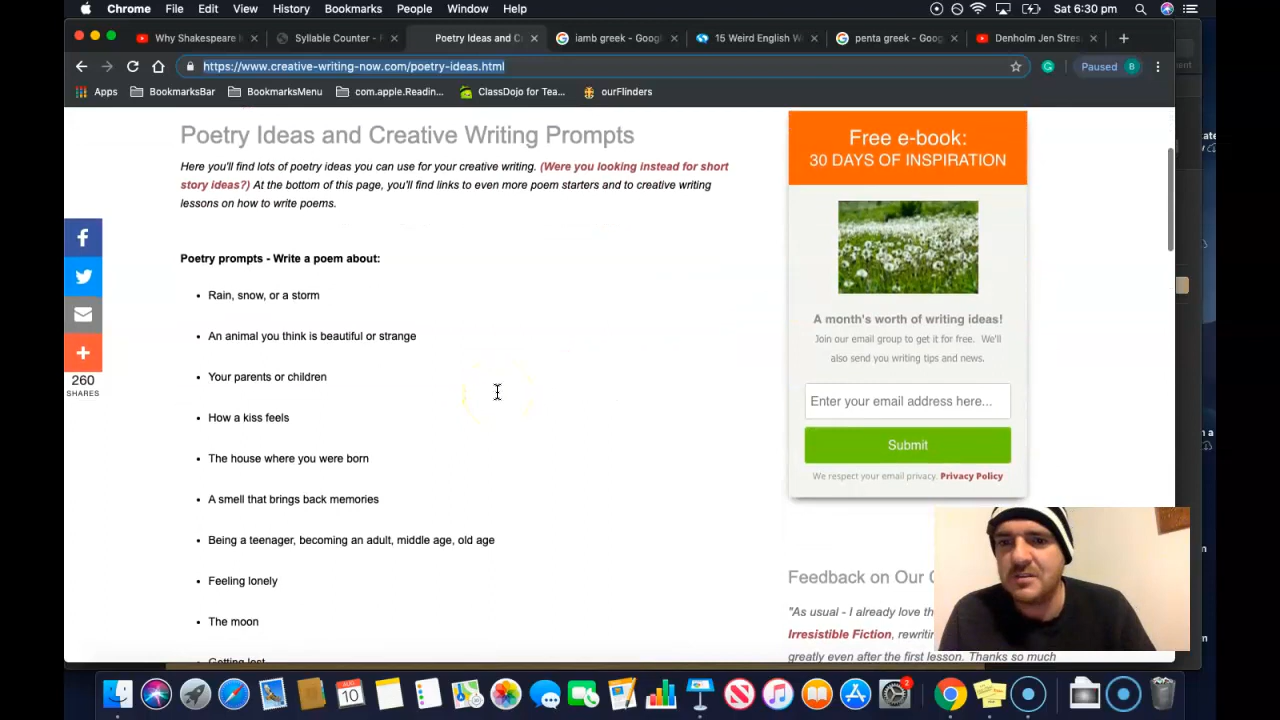 Chrome File Edit View History Bookmarks People Window Help Sat 6:30 pm
Why Shakespeare Syllable Counter - Poetry Ideas and C iamb greek - Goog 15 Weird English W penta greek - Goog Denholm Jen Stres
https://www.creative-writing-now.com/poetry-ideas.html Paused B
Apps BookmarksBar BookmarksMenu com.apple.Readin... ClassDojo for Tea... ourFlinders
Poetry Ideas and Creative Writing Prompts
Here you'll find lots of poetry ideas you can use for your creative writing. (Were you looking instead for short
story ideas?) At the bottom of this page, you'll find links to even more poem starters and to creative writing
lessons on how to write poems.
Poetry prompts - Write a poem about:
• Rain, snow, or a storm
• An animal you think is beautiful or strange
• Your parents or children
• How a kiss feels
• The house where you were born
• A smell that brings back memories
• Being a teenager, becoming an adult, middle age, old age
• Feeling lonely
• The moon
• Getting lost
260
SHARES
Free e-book:
30 DAYS OF INSPIRATION
A month's worth of writing ideas!
Join our email group to get it for free. We'll
also send you writing tips and news.
Enter your email address here...
Submit
We respect your email privacy. Privacy Policy
Feedback on Our
"As usual - I already love th
Irresistible Fiction, rewritin
greatly even after the first lesson. Thanks so much
AUG
10
2